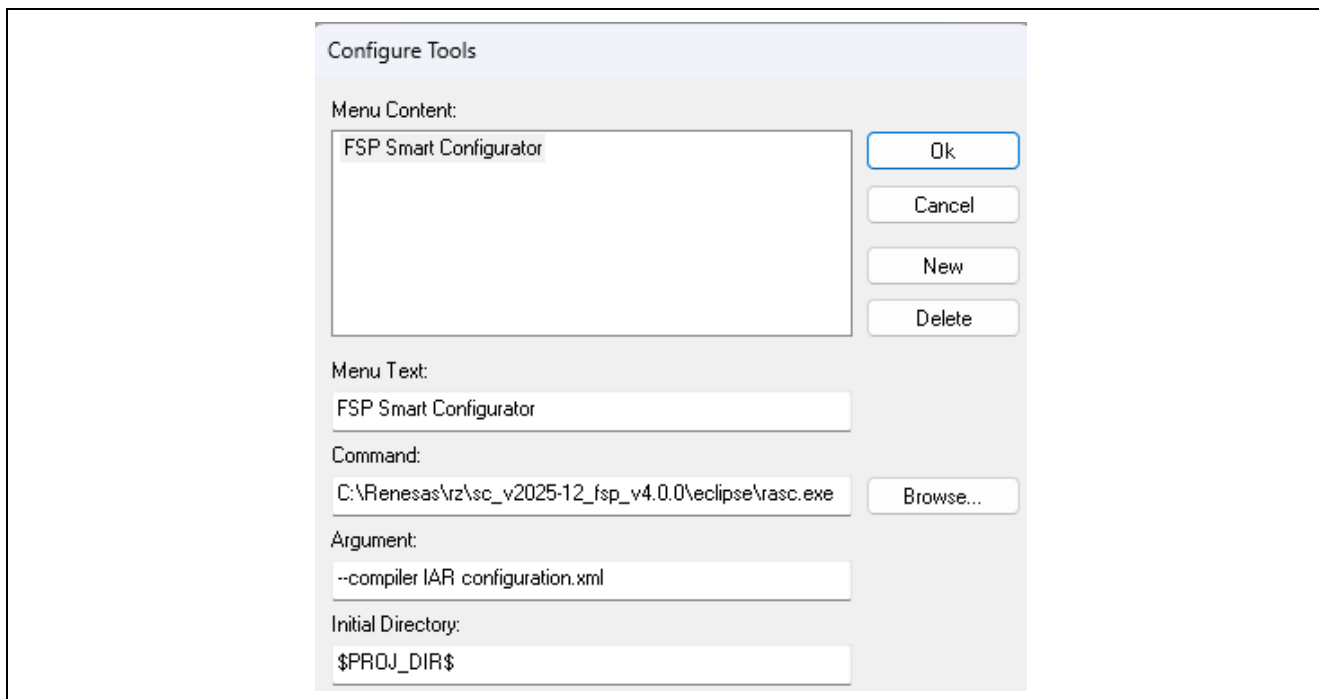 Configure Tools
Menu Content:
FSP Smart Configurator
Ok
Cancel
New
Delete
Menu Text:
FSP Smart Configurator
Command:
C:\Renesas\rz\sc_v2025-12_fsp_v4.0.0\eclipse\rasc.exe
Browse...
Argument:
--compiler IAR configuration.xml
Initial Directory:
$PROJ_DIR$